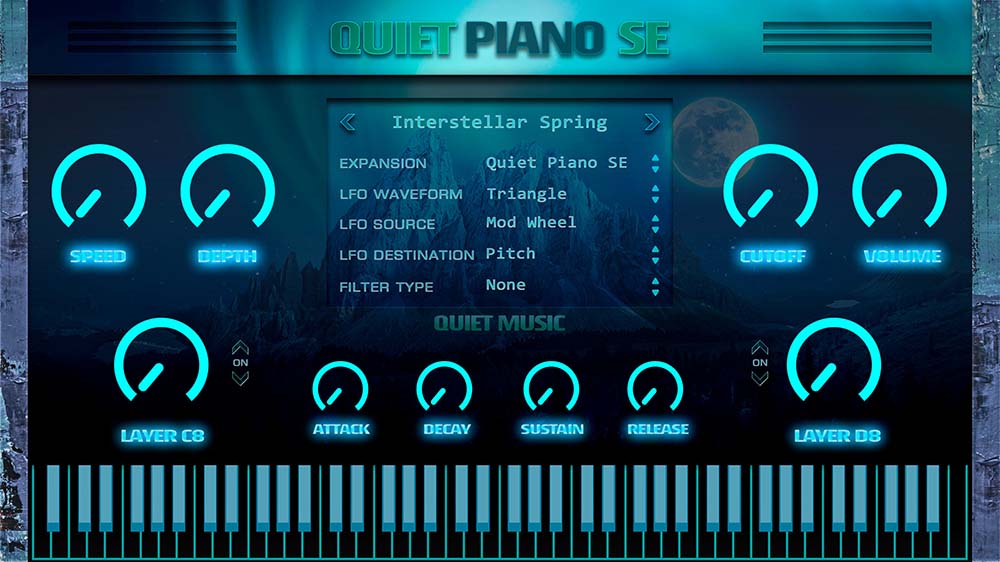 QUIET PIANO SE
Interstellar Spring
EXPANSION Quiet Piano SE
LFO WAVEFORM Triangle
LFO SOURCE Mod Wheel
LFO DESTINATION Pitch
FILTER TYPE None
SPEED DEPTH CUTOFF VOLUME
QUIET MUSIC
ON ON
ATTACK DECAY SUSTAIN RELEASE
LAYER C8 LAYER D8